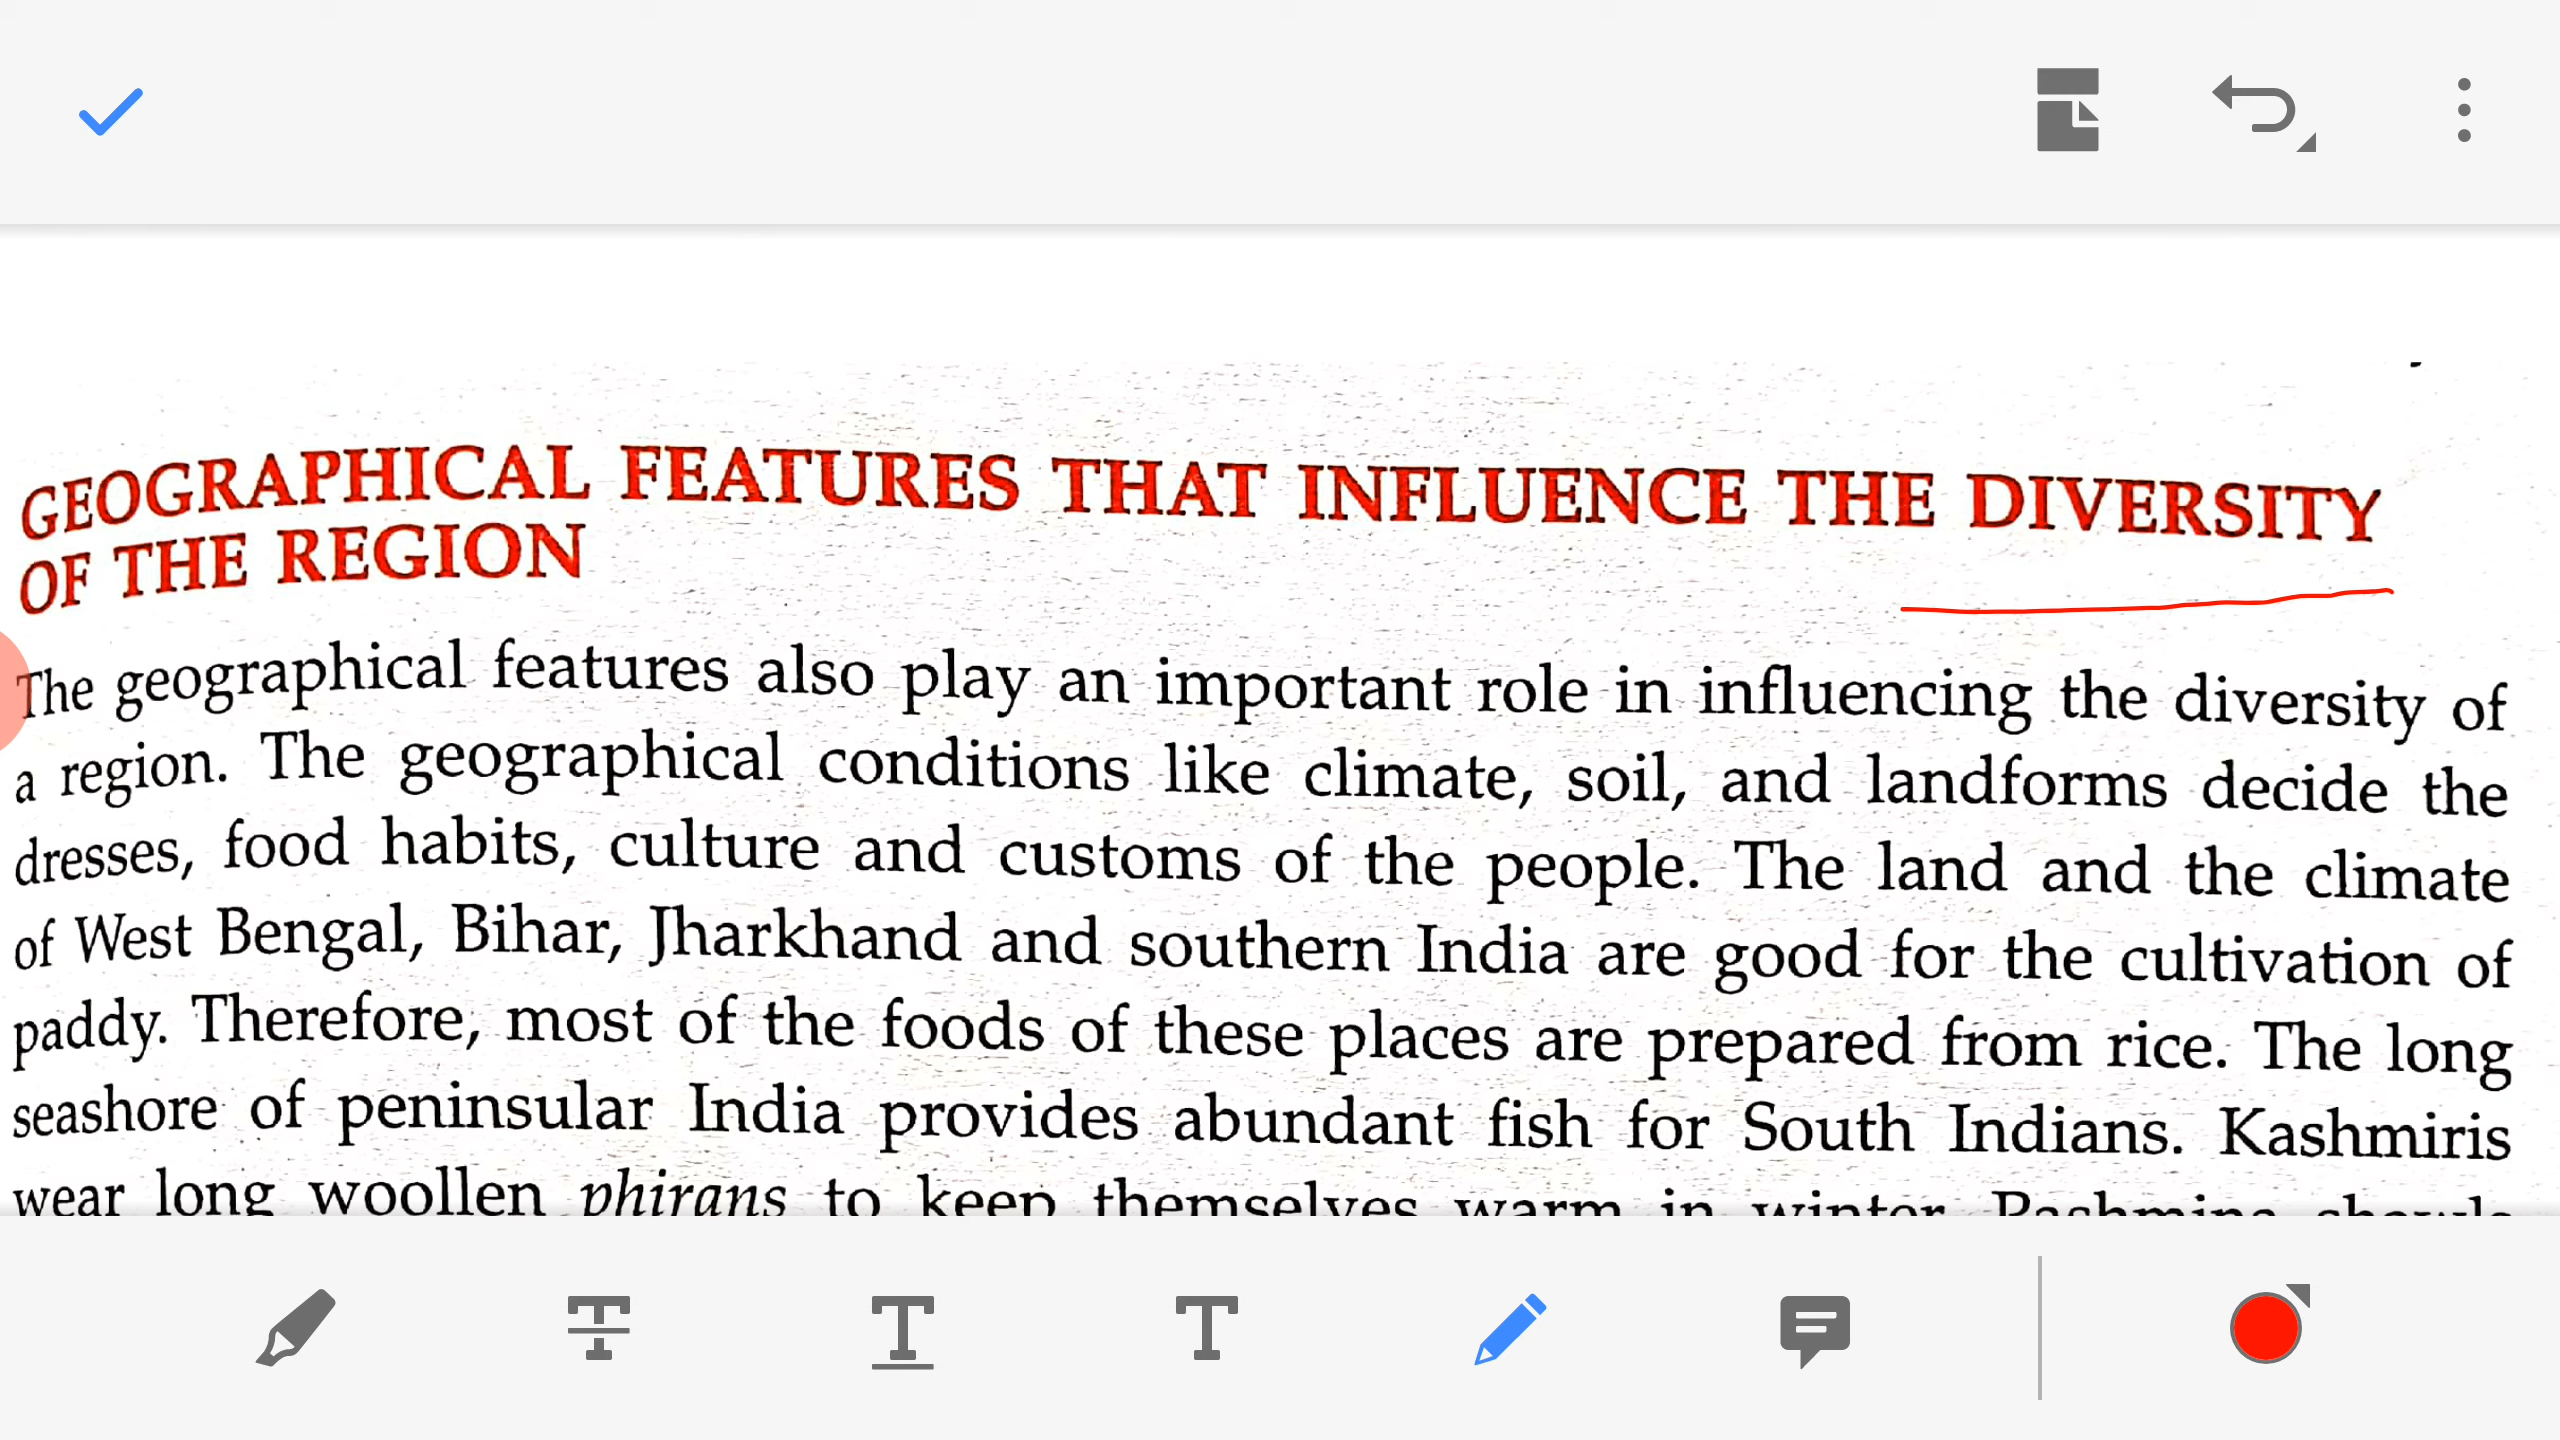 GEOGRAPHICAL FEATURES THAT INFLUENCE THE DIVERSITY
OF THE REGION
The geographical features also play an important role in influencing the diversity of
a region. The geographical conditions like climate, soil, and landforms decide the
dresses, food habits, culture and customs of the people. The land and the climate
of West Bengal, Bihar, Jharkhand and southern India are good for the cultivation of
paddy. Therefore, most of the foods of these places are prepared from rice. The long
seashore of peninsular India provides abundant fish for South Indians. Kashmiris
wear long woollen phirans to keep themselves warm in winter. Pashmina shawls